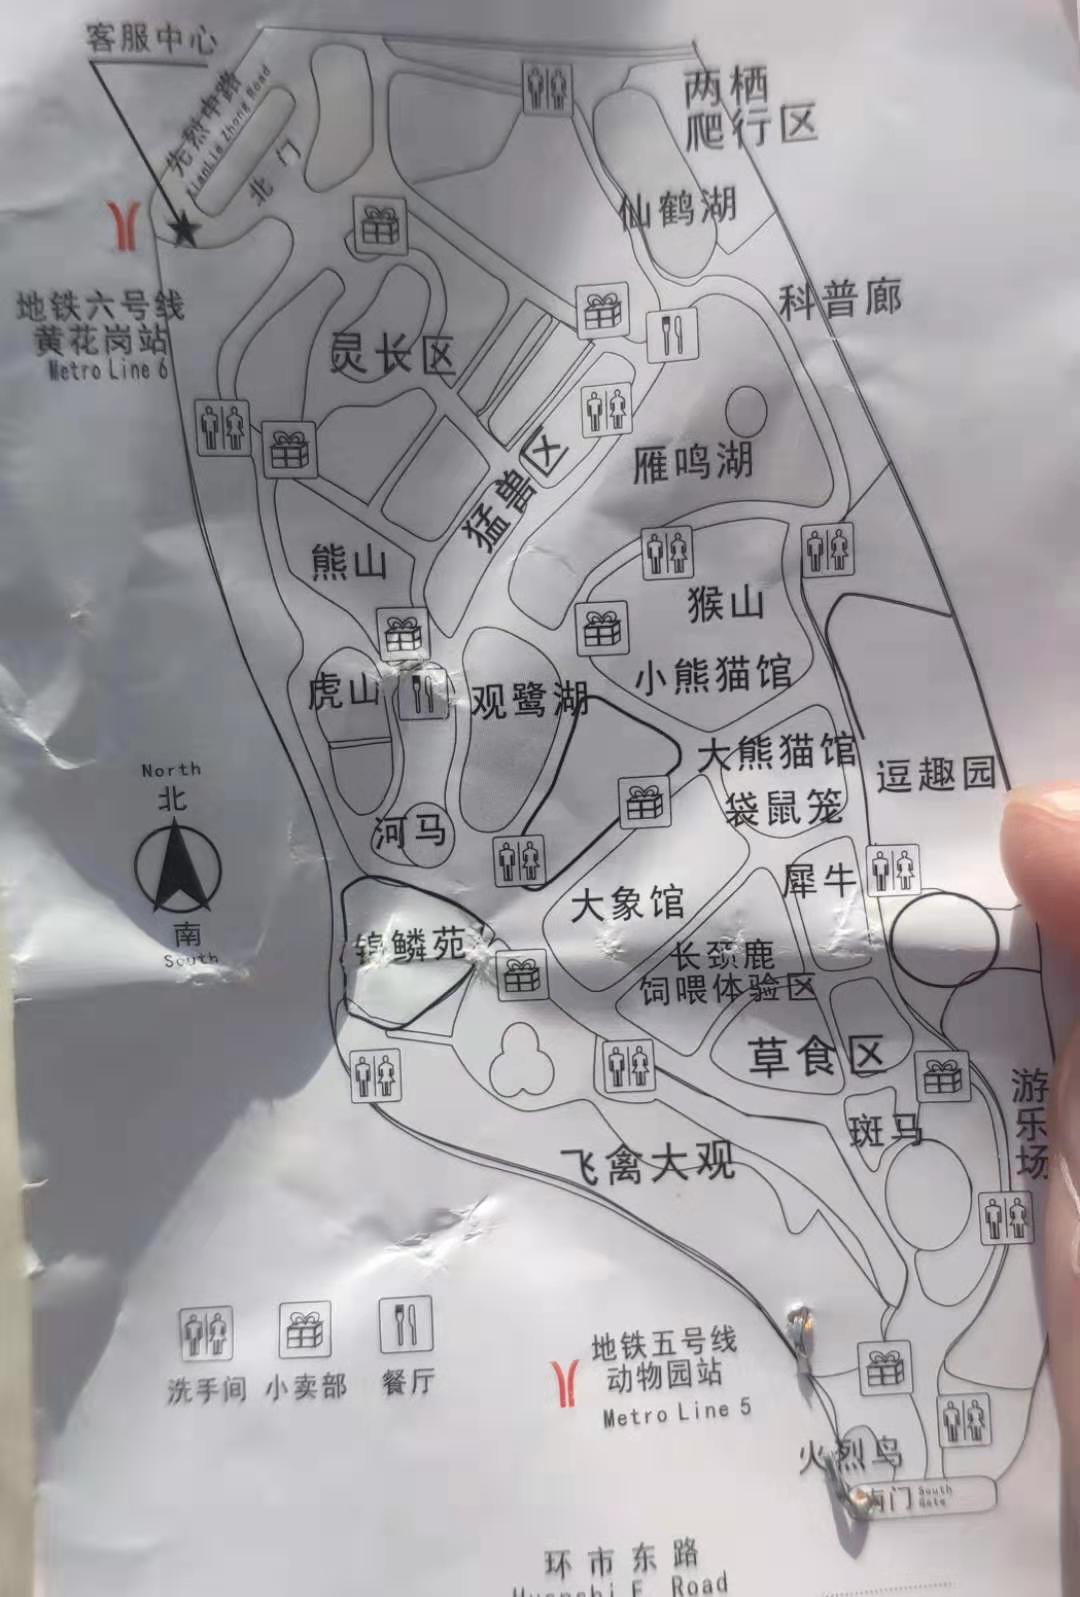 客服中心
先烈中路
XianLie Zhong Road
北门
两栖
爬行区
仙鹤湖
地铁六号线
黄花岗站
Metro Line 6
科普廊
灵长区
雁鸣湖
猛兽区
熊山
猴山
小熊猫馆
虎山
观鹭湖
大熊猫馆
袋鼠笼
逗趣园
North
北
南
South
河马
犀牛
大象馆
锦鳞苑
长颈鹿
饲喂体验区
草食区
游乐场
斑马
飞禽大观
洗手间
小卖部
餐厅
地铁五号线
动物园站
Metro Line 5
火烈鸟
南门
South
Gate
环市东路
Huanshi E. Road